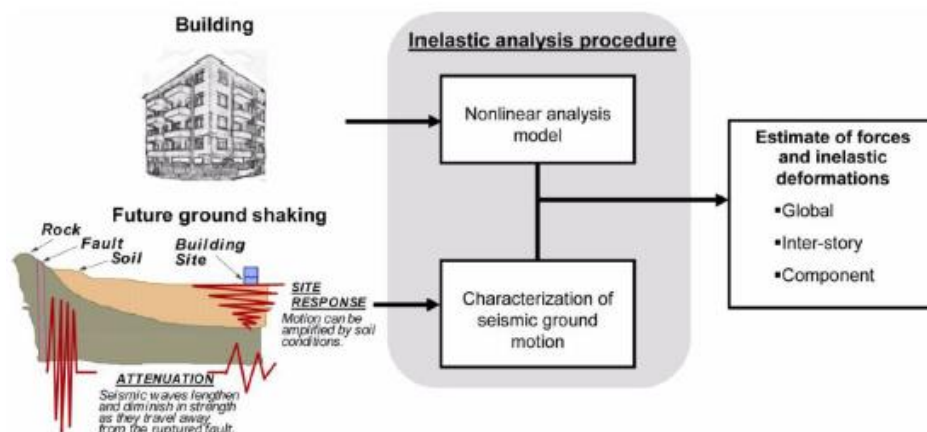 Building
Inelastic analysis procedure
Nonlinear analysis
model
Estimate of forces
and inelastic
deformations
▪Global
▪Inter-story
▪Component
Future ground shaking
Rock
Fault
Soil
Building
Site
SITE
RESPONSE
Motion can be
amplified by soil
conditions.
Characterization of
seismic ground
motion
ATTENUATION
Seismic waves lengthen
and diminish in strength
as they travel away
from the ruptured fault.